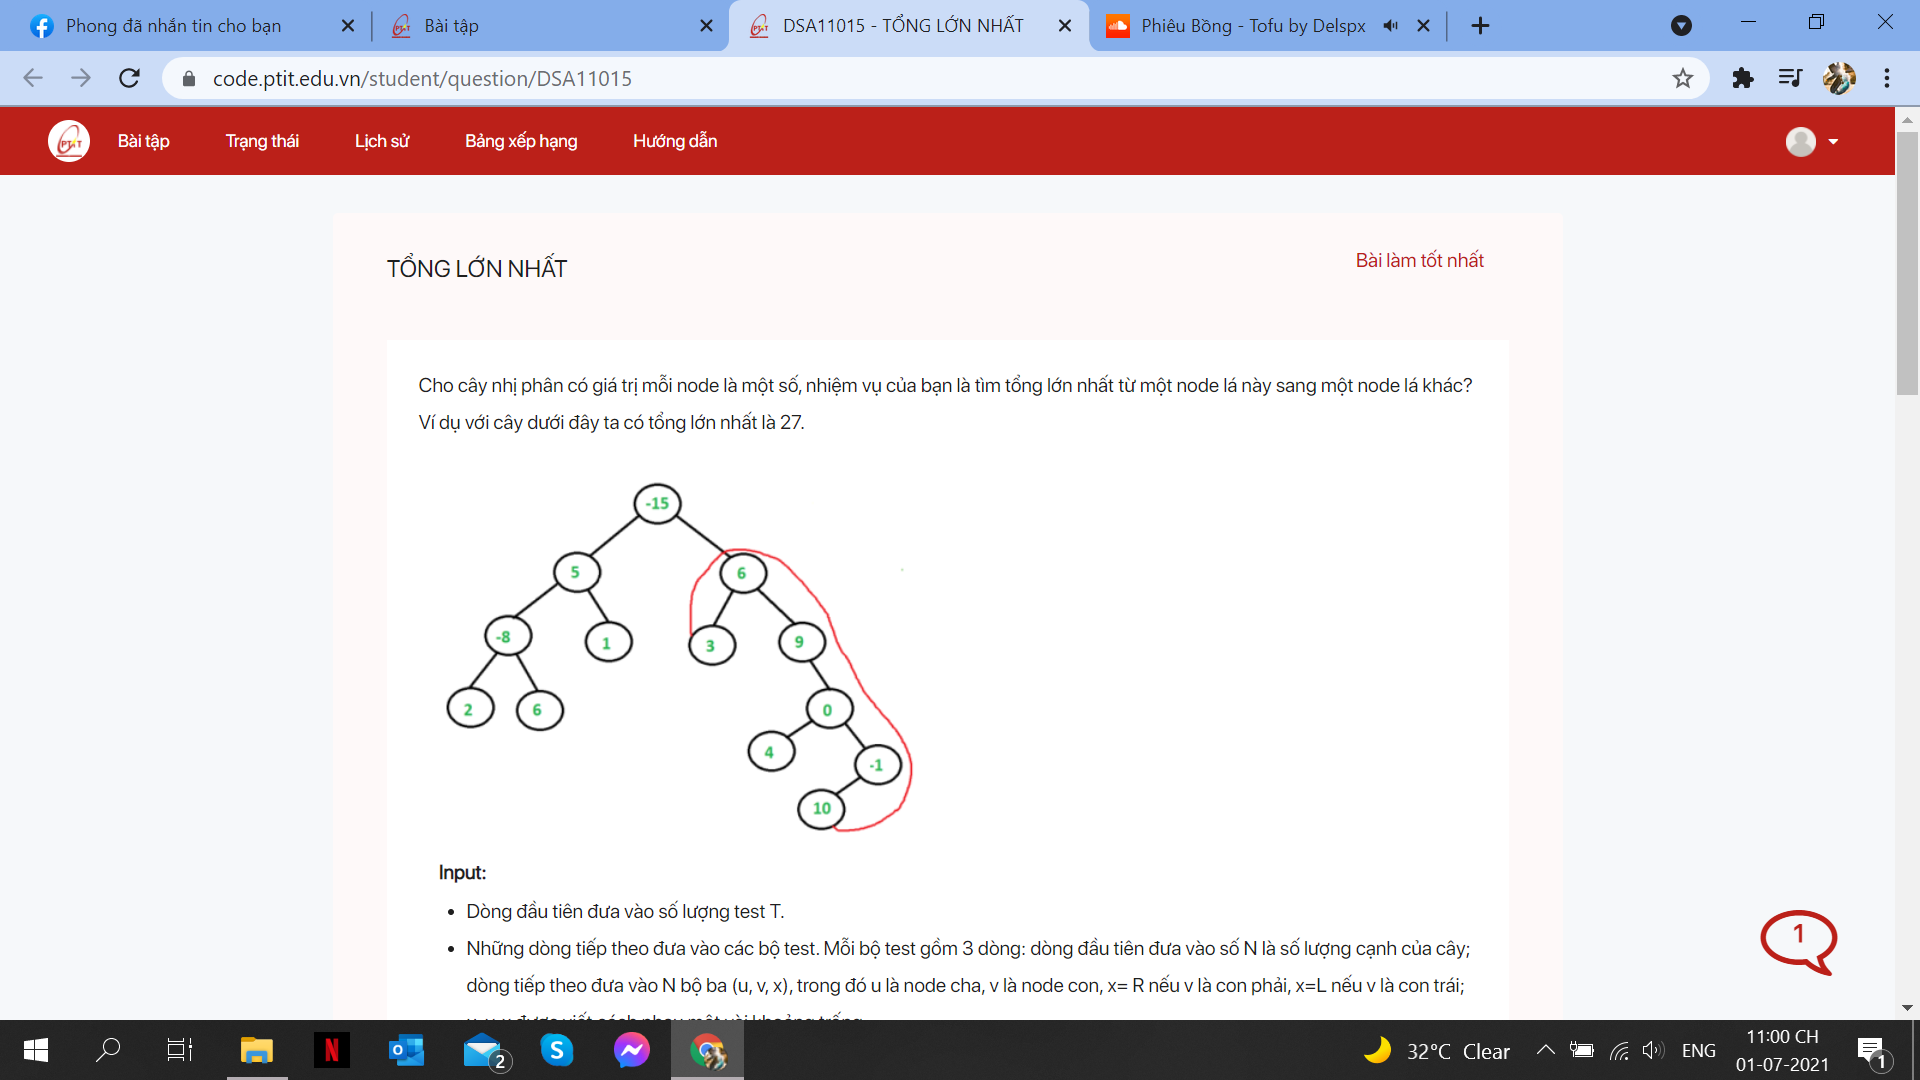 Phong đã nhắn tin cho bạn
Bài tập
DSA11015 - TỔNG LỚN NHẤT
Phiêu Bồng - Tofu by Delspx
code.ptit.edu.vn/student/question/DSA11015
Bài tập
Trạng thái
Lịch sử
Bảng xếp hạng
Hướng dẫn
TỔNG LỚN NHẤT
Bài làm tốt nhất
Cho cây nhị phân có giá trị mỗi node là một số, nhiệm vụ của bạn là tìm tổng lớn nhất từ một node lá này sang một node lá khác?
Ví dụ với cây dưới đây ta có tổng lớn nhất là 27.
-15
5
6
-8
1
3
9
2
6
0
4
-1
10
Input:
Dòng đầu tiên đưa vào số lượng test T.
Những dòng tiếp theo đưa vào các bộ test. Mỗi bộ test gồm 3 dòng: dòng đầu tiên đưa vào số N là số lượng cạnh của cây;
dòng tiếp theo đưa vào N bộ ba (u, v, x), trong đó u là node cha, v là node con, x= R nếu v là con phải, x=L nếu v là con trái;
1
2
32°C Clear
ENG
11:00 CH
01-07-2021
1